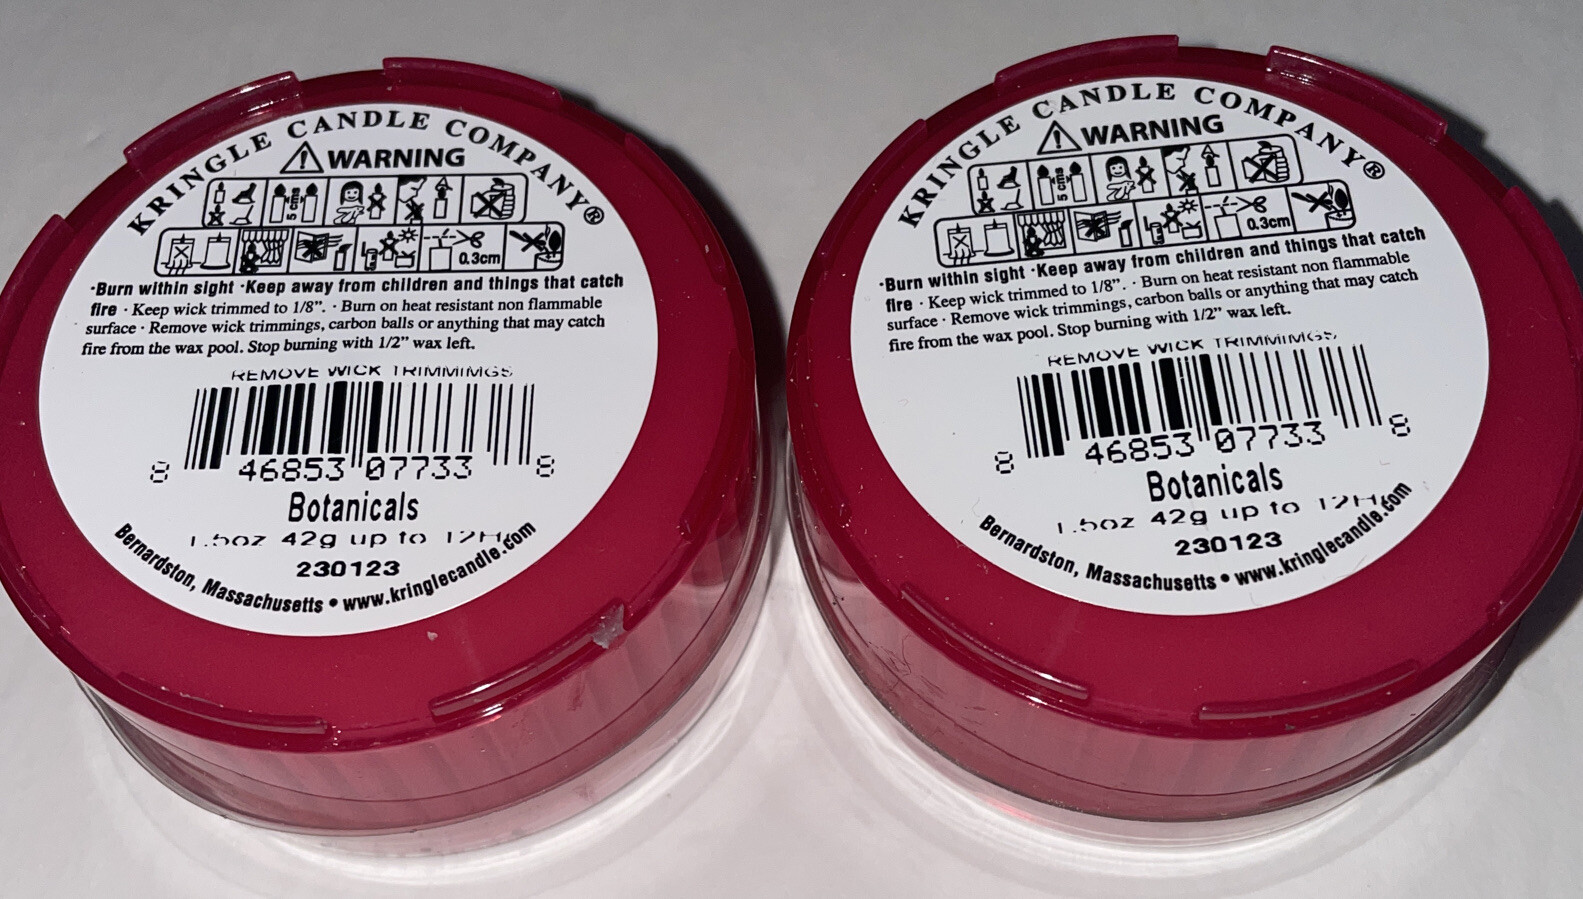 KRINGLE CANDLE COMPANY®
WARNING
5 cms
0.3cm
·Burn within sight ·Keep away from children and things that catch
fire · Keep wick trimmed to 1/8”. · Burn on heat resistant non flammable
surface · Remove wick trimmings, carbon balls or anything that may catch
fire from the wax pool. Stop burning with 1/2” wax left.
REMOVE WICK TRIMMIMGS
8 46853 07733 8
Botanicals
1.5oz 42g up to 12H
230123
Bernardston, Massachusetts • www.kringlecandle.com
KRINGLE CANDLE COMPANY®
WARNING
5 cms
0.3cm
·Burn within sight ·Keep away from children and things that catch
fire · Keep wick trimmed to 1/8”. · Burn on heat resistant non flammable
surface · Remove wick trimmings, carbon balls or anything that may catch
fire from the wax pool. Stop burning with 1/2” wax left.
REMOVE WICK TRIMMIMGS,
8 46853 07733 8
Botanicals
1.5oz 42g up to 12H
230123
Bernardston, Massachusetts • www.kringlecandle.com